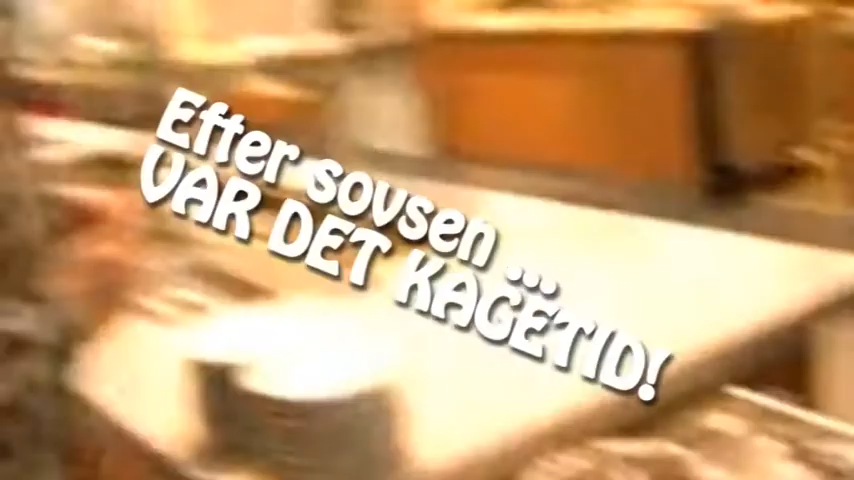 Efter sovsen ...
VAR DET KAGETID!